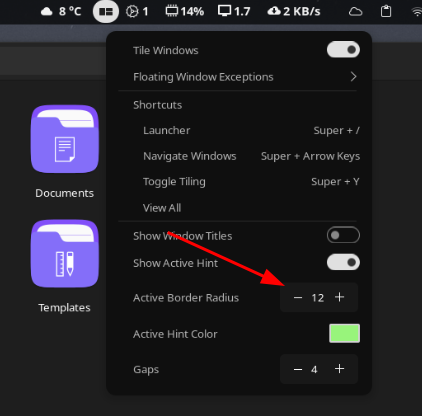 8 °C 1 14% 1.7 2 KB/s
Tile Windows
Floating Window Exceptions
Shortcuts
Launcher Super + /
Navigate Windows Super + Arrow Keys
Toggle Tiling Super + Y
View All
Show Window Titles
Show Active Hint
Active Border Radius − 12 +
Active Hint Color
Gaps − 4 +
Documents
Templates